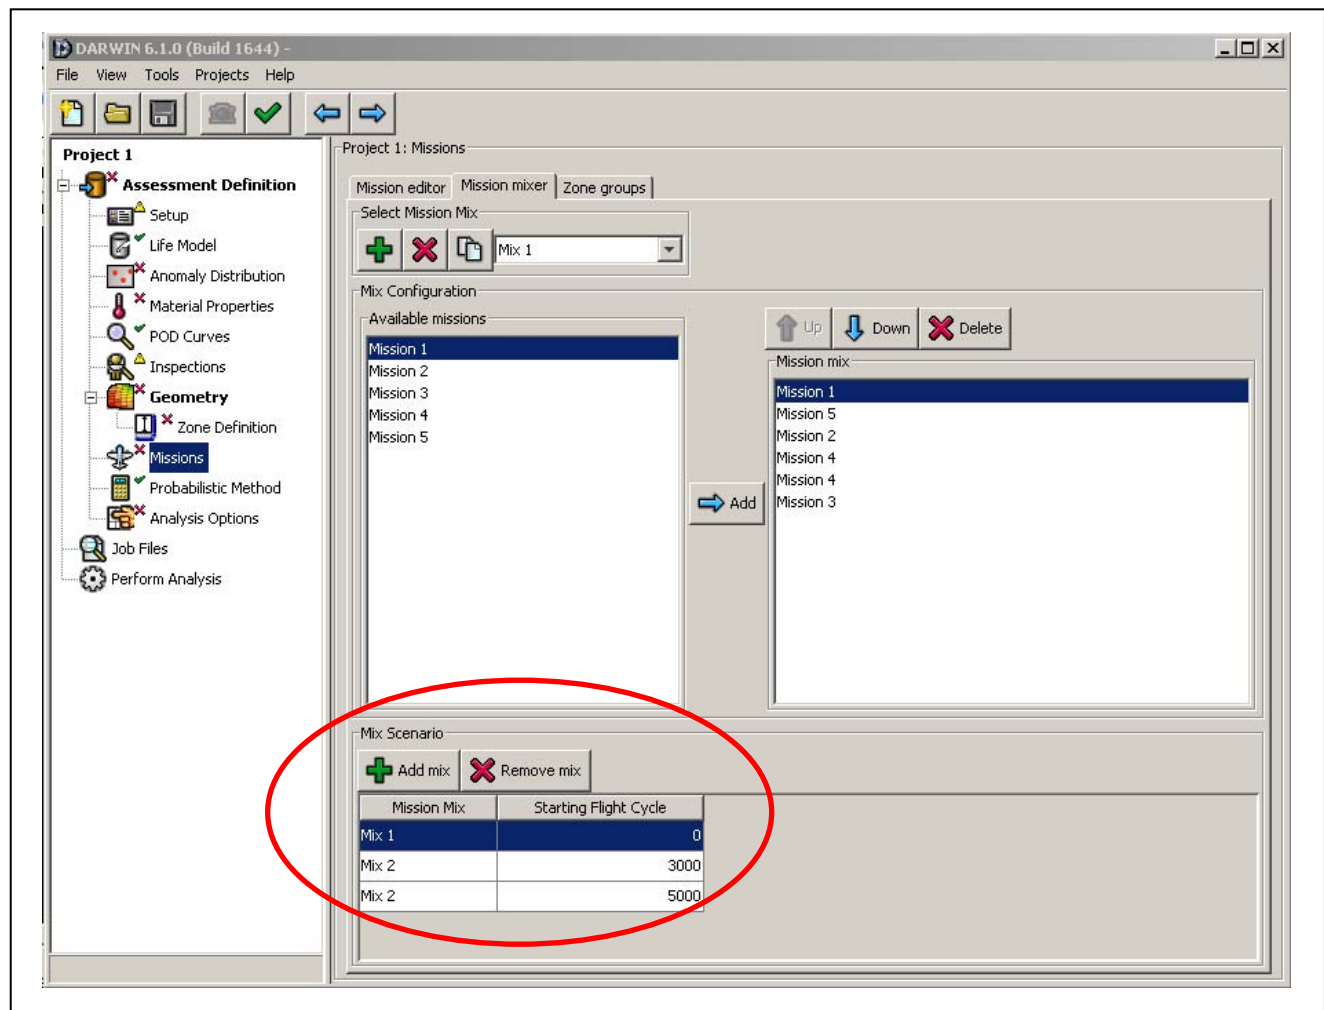 DARWIN 6.1.0 (Build 1644) -
File View Tools Projects Help
Project 1
Assessment Definition
Setup
Life Model
Anomaly Distribution
Material Properties
POD Curves
Inspections
Geometry
Zone Definition
Missions
Probabilistic Method
Analysis Options
Job Files
Perform Analysis
Project 1: Missions
Mission editor Mission mixer Zone groups
Select Mission Mix
Mix 1
Mix Configuration
Available missions
Mission 1
Mission 2
Mission 3
Mission 4
Mission 5
Add
Up Down Delete
Mission mix
Mission 1
Mission 5
Mission 2
Mission 4
Mission 4
Mission 3
Mix Scenario
Add mix Remove mix
Mission Mix Starting Flight Cycle
Mix 1 0
Mix 2 3000
Mix 2 5000